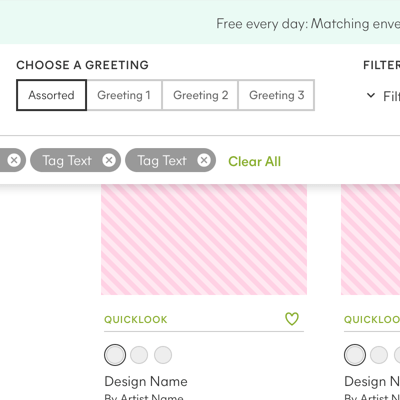 Free every day: Matching enve
CHOOSE A GREETING
FILTER
Assorted Greeting 1 Greeting 2 Greeting 3
Filt
Tag Text Tag Text Clear All
QUICKLOOK QUICKLOO
Design Name Design N
By Artist Name By Artist N